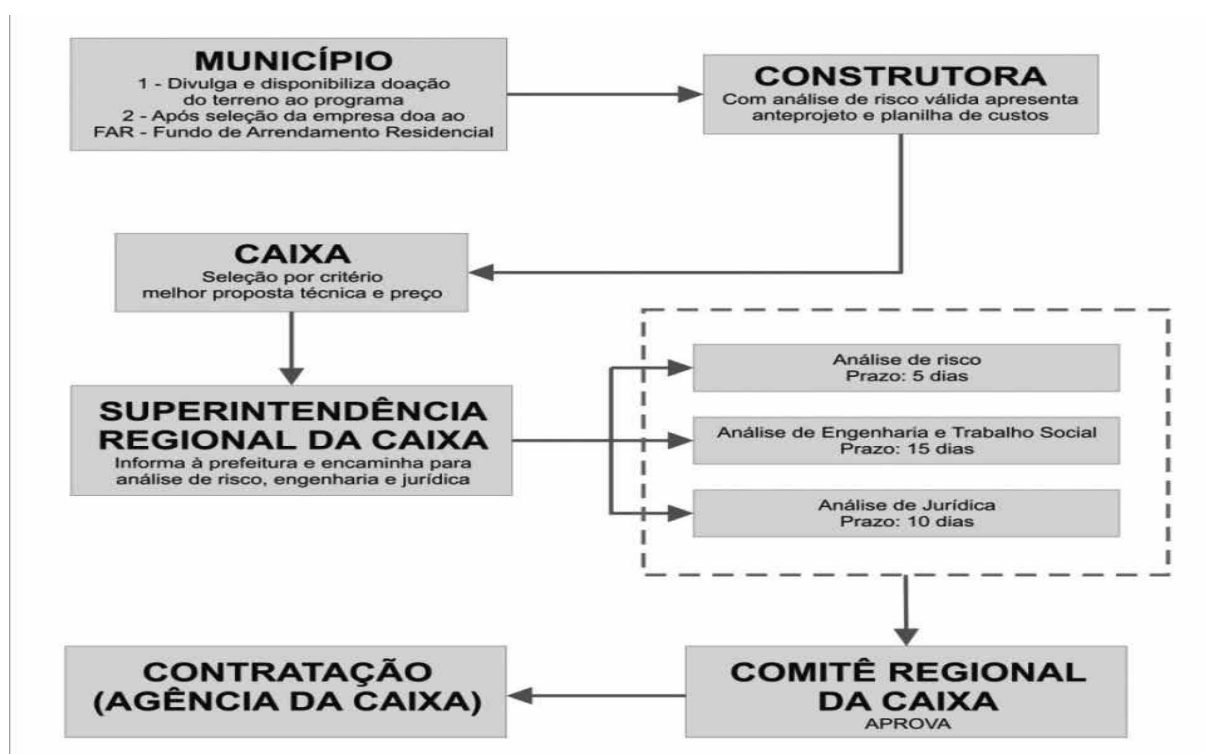 MUNICÍPIO
1 - Divulga e disponibiliza doação
do terreno ao programa
2 - Após seleção da empresa doa ao
FAR - Fundo de Arrendamento Residencial
CONSTRUTORA
Com análise de risco válida apresenta
anteprojeto e planilha de custos
CAIXA
Seleção por critério
melhor proposta técnica e preço
SUPERINTENDÊNCIA
REGIONAL DA CAIXA
Informa à prefeitura e encaminha para
análise de risco, engenharia e jurídica
Análise de risco
Prazo: 5 dias
Análise de Engenharia e Trabalho Social
Prazo: 15 dias
Análise de Jurídica
Prazo: 10 dias
COMITÊ REGIONAL
DA CAIXA
APROVA
CONTRATAÇÃO
(AGÊNCIA DA CAIXA)